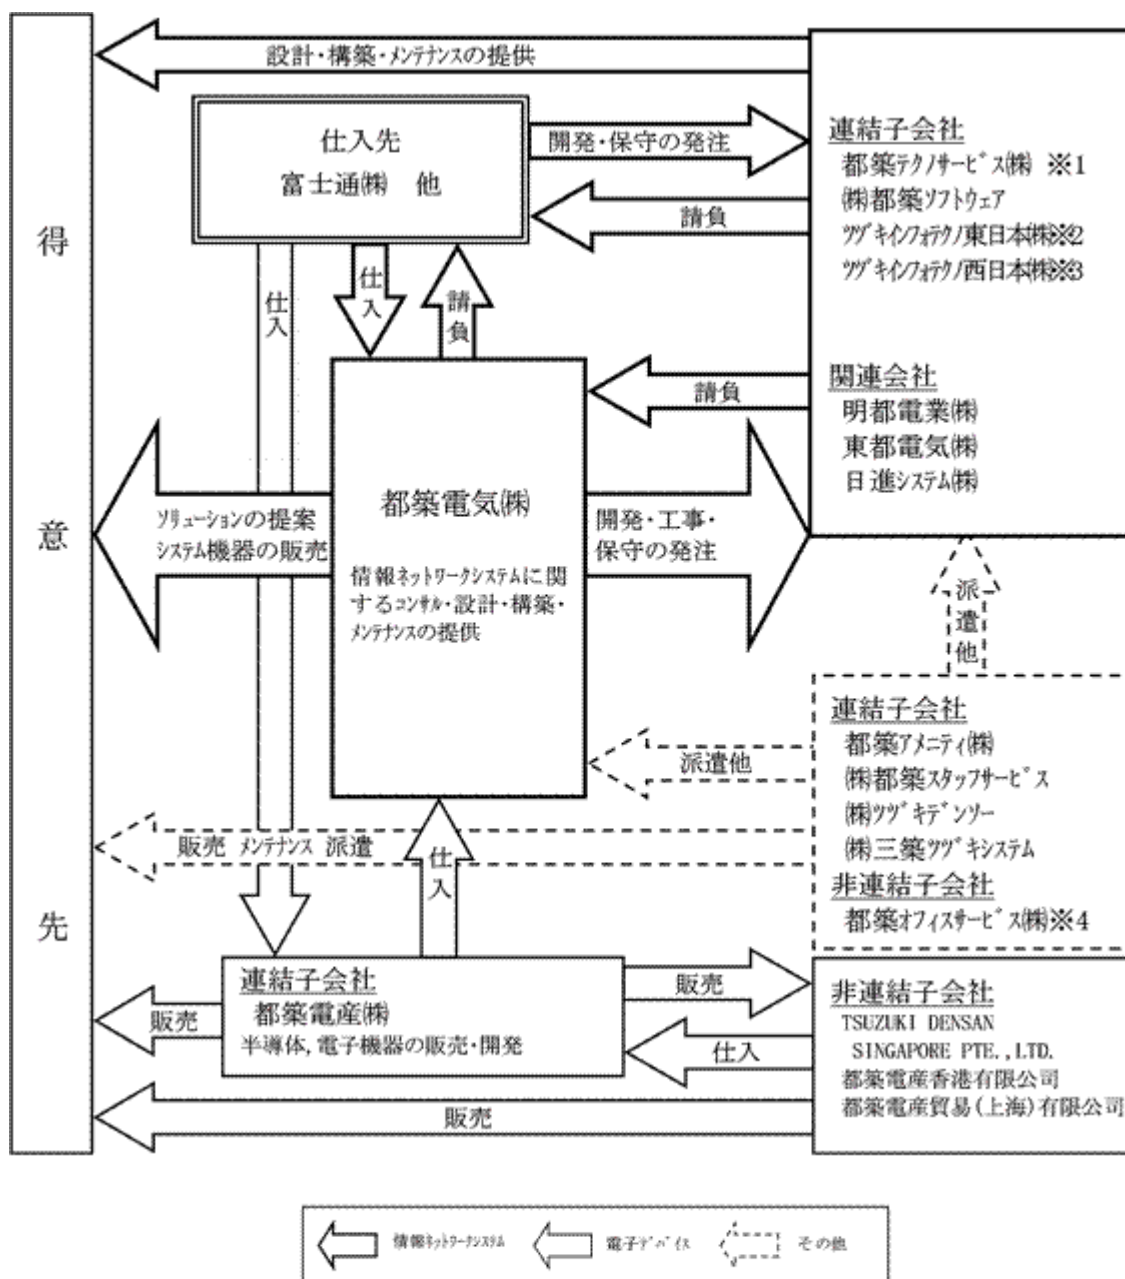 設計・構築・ﾒﾝﾃﾅﾝｽの提供
仕入先
富士通㈱ 他
開発・保守の発注
請負
連結子会社
都築ﾃｸﾉｻｰﾋﾞｽ㈱ ※1
㈱都築ｿﾌﾄｳｪｱ
ﾂﾂﾞｷｲﾝﾌｫﾃｸﾉ東日本㈱※2
ﾂﾂﾞｷｲﾝﾌｫﾃｸﾉ西日本㈱※3
関連会社
明都電業㈱
東都電気㈱
日進ｼｽﾃﾑ㈱
得意先
仕入
仕入
請負
請負
都築電気㈱
情報ﾈｯﾄﾜｰｸｼｽﾃﾑに関
するｺﾝｻﾙ・設計・構築・
ﾒﾝﾃﾅﾝｽの提供
ｿﾘｭｰｼｮﾝの提案
ｼｽﾃﾑ機器の販売
開発・工事・
保守の発注
派遣他
連結子会社
都築ｱﾒﾆﾃｨ㈱
㈱都築ｽﾀｯﾌｻｰﾋﾞｽ
㈱ﾂﾂﾞｷﾃﾞﾝｿｰ
㈱三築ﾂﾂﾞｷｼｽﾃﾑ
非連結子会社
都築ｵﾌｨｽｻｰﾋﾞｽ㈱※4
派遣他
販売 ﾒﾝﾃﾅﾝｽ 派遣
仕入
連結子会社
都築電産㈱
半導体,電子機器の販売・開発
販売
販売
仕入
販売
非連結子会社
TSUZUKI DENSAN
SINGAPORE PTE.,LTD.
都築電産香港有限公司
都築電産貿易(上海)有限公司
情報ﾈｯﾄﾜｰｸｼｽﾃﾑ
電子ﾃﾞﾊﾞｲｽ
その他